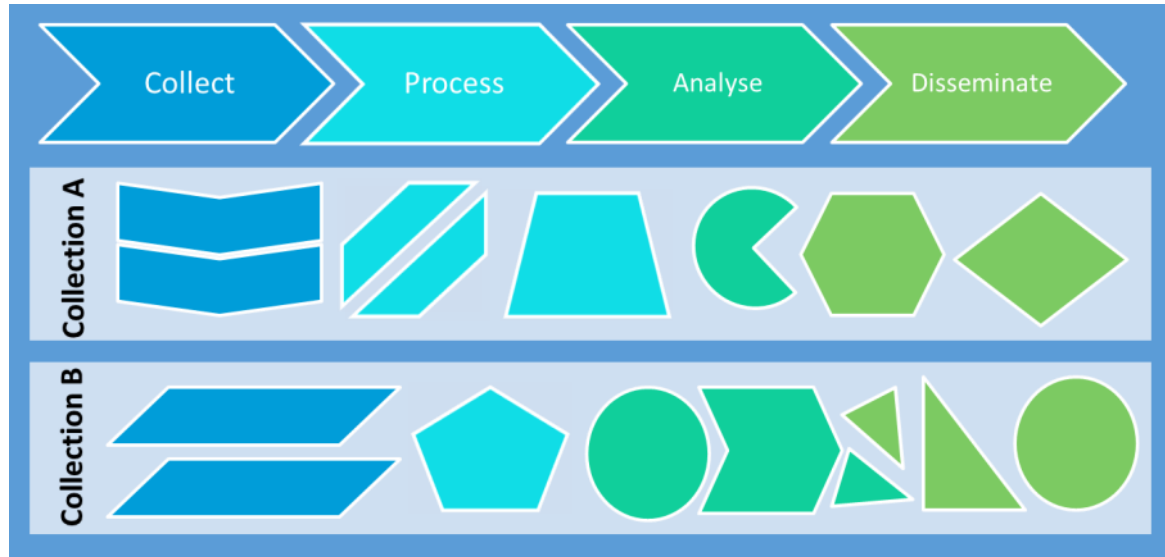 Collect
Process
Analyse
Disseminate
Collection A
Collection B